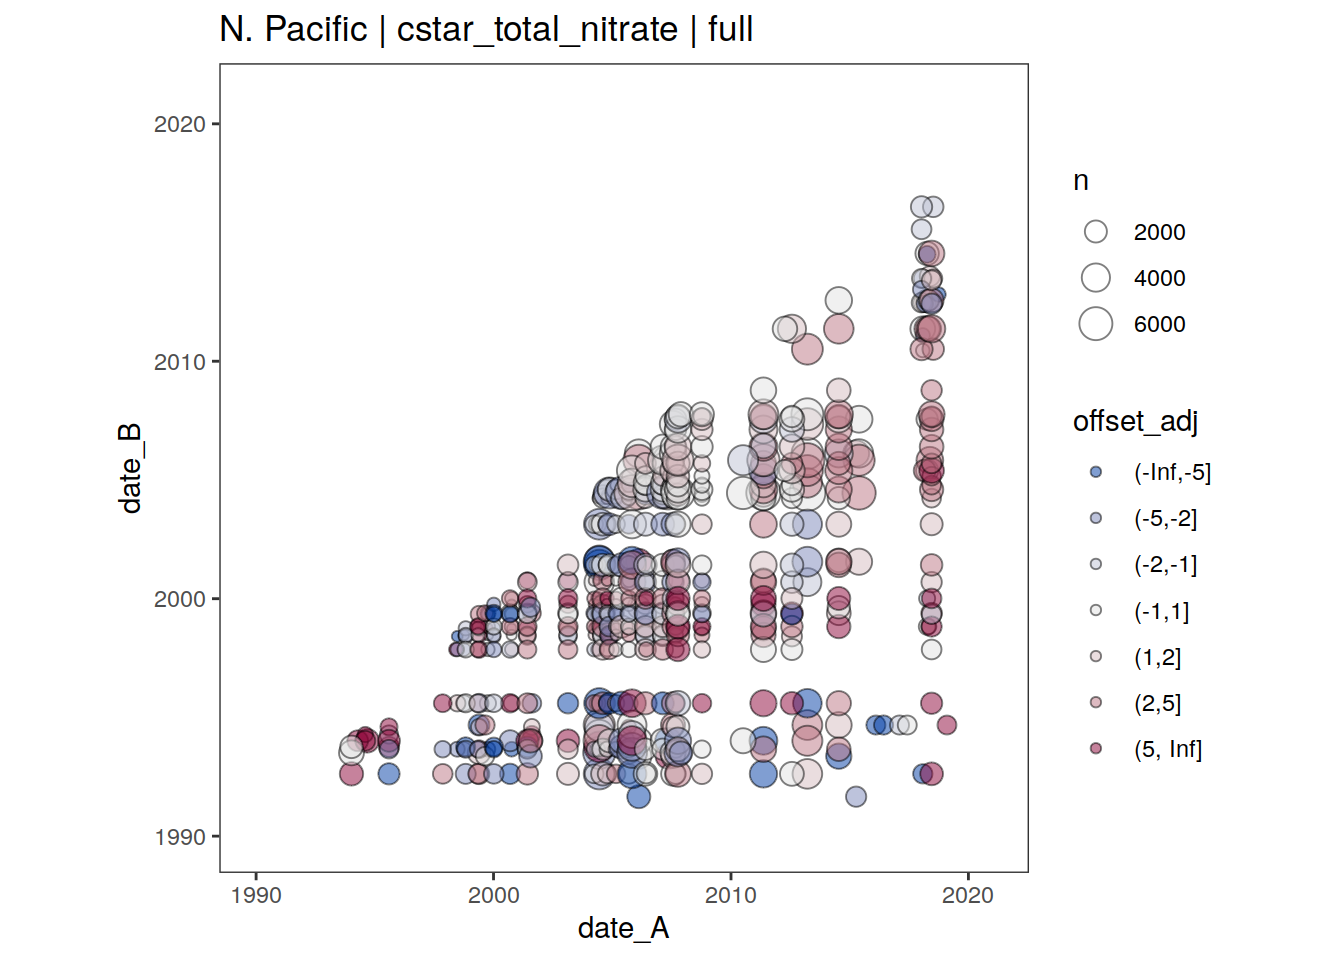 N. Pacific | cstar_total_nitrate | full
date_B
2020
2010
2000
1990
1990
2000
2010
2020
date_A
n
2000
4000
6000
offset_adj
(-Inf,-5]
(-5,-2]
(-2,-1]
(-1,1]
(1,2]
(2,5]
(5, Inf]